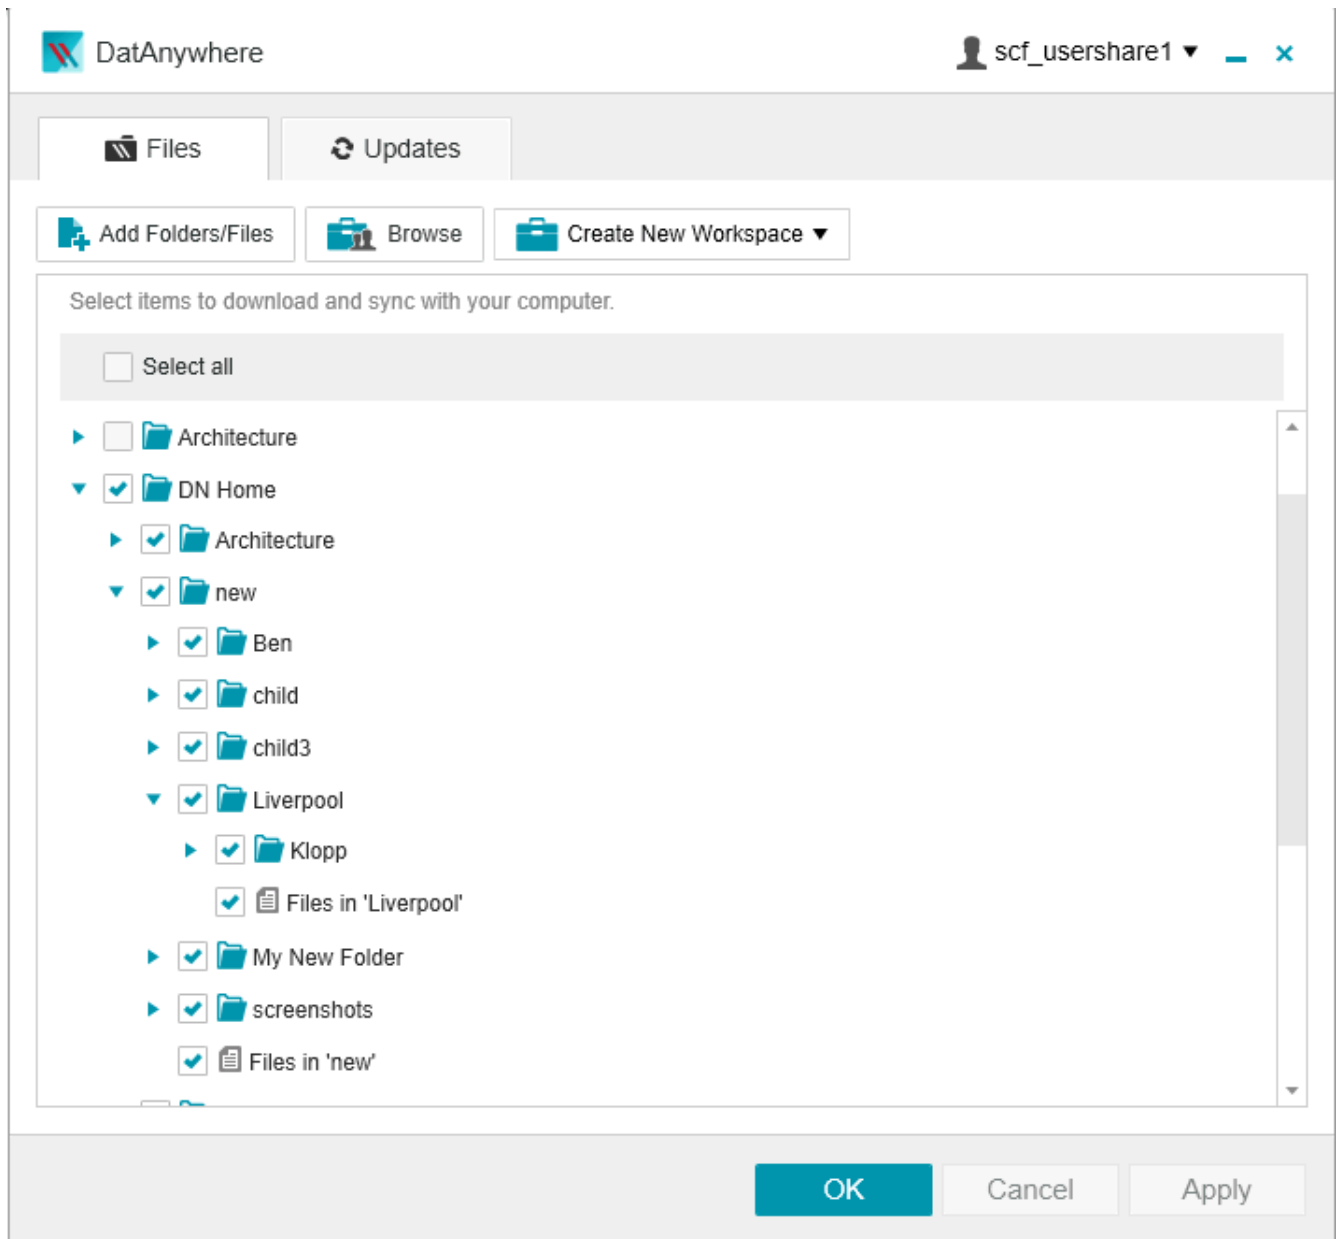 DatAnywhere
scf_usershare1
Files
Updates
Add Folders/Files
Browse
Create New Workspace
Select items to download and sync with your computer.
Select all
Architecture
DN Home
Architecture
new
Ben
child
child3
Liverpool
Klopp
Files in 'Liverpool'
My New Folder
screenshots
Files in 'new'
OK
Cancel
Apply